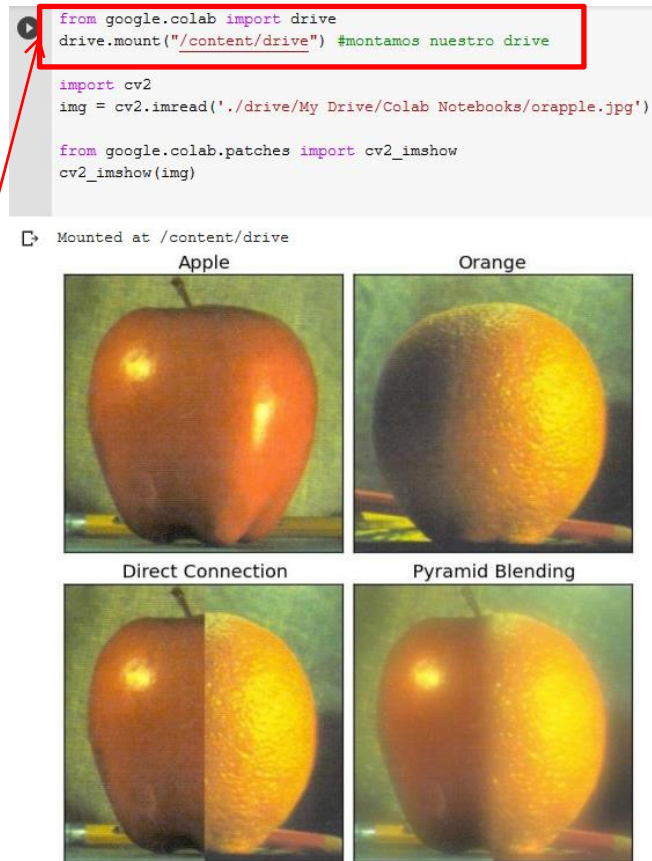 from google.colab import drive
drive.mount("/content/drive") #montamos nuestro drive
import cv2
img = cv2.imread('./drive/My Drive/Colab Notebooks/orapple.jpg')
from google.colab.patches import cv2_imshow
cv2_imshow(img)
Mounted at /content/drive
Apple
Orange
Direct Connection
Pyramid Blending